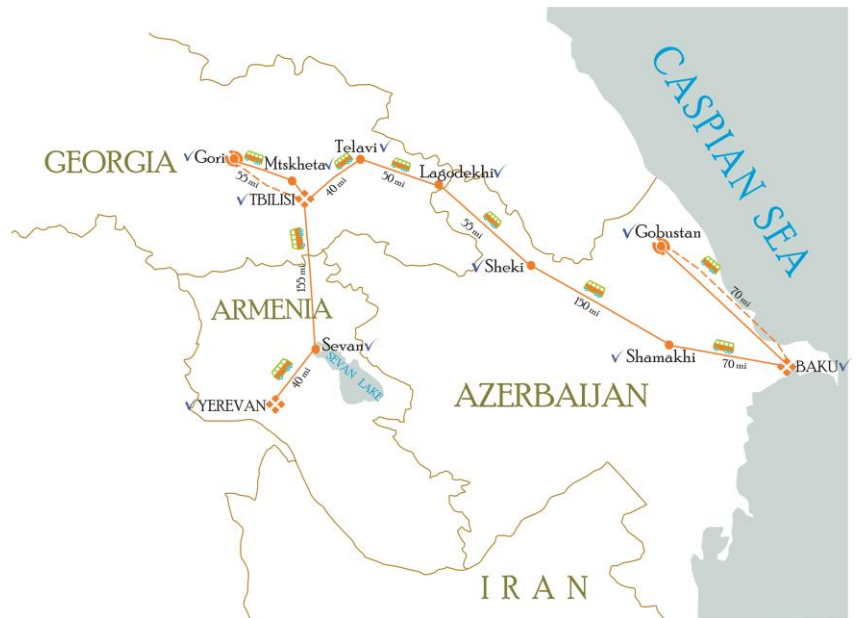 CASPIAN SEA
GEORGIA
Gori
Mtskheta
Telavi
55 mi
TBILISI
40 mi
50 mi
Lagodekhi
55 mi
Gobustan
70 mi
Sheki
150 mi
155 mi
ARMENIA
Sevan
SEVAN LAKE
40 mi
YEREVAN
Shamakhi
70 mi
BAKU
AZERBAIJAN
IRAN